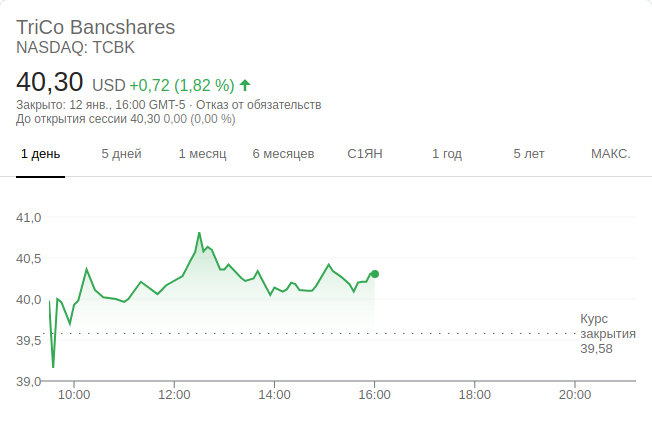 TriCo Bancshares
NASDAQ: TCBK
40,30 USD +0,72 (1,82 %)
Закрыто: 12 янв., 16:00 GMT-5 · Отказ от обязательств
До открытия сессии 40,30 0,00 (0,00 %)
1 день 5 дней 1 месяц 6 месяцев С1ЯН 1 год 5 лет МАКС.
41,0
40,5
40,0
39,5
39,0
Курс
закрытия
39,58
10:00 12:00 14:00 16:00 18:00 20:00